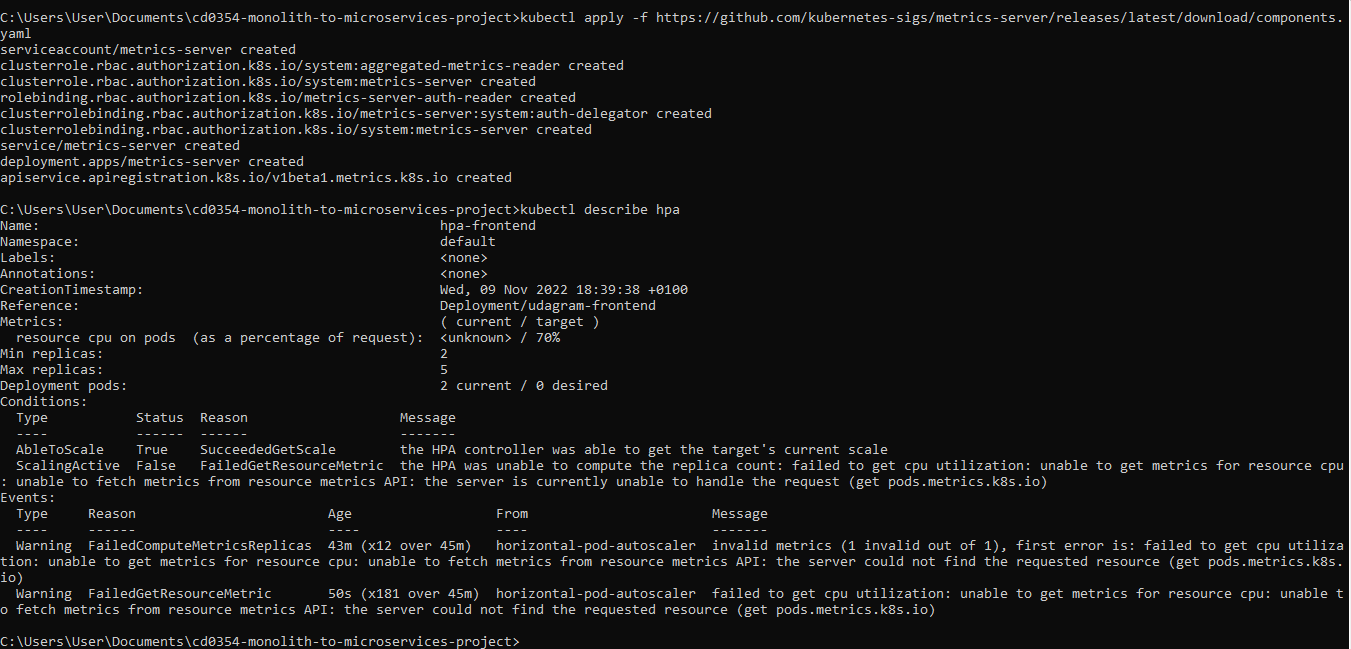 C:\Users\User\Documents\cd0354-monolith-to-microservices-project>kubectl apply -f https://github.com/kubernetes-sigs/metrics-server/releases/latest/download/components.
yaml
serviceaccount/metrics-server created
clusterrole.rbac.authorization.k8s.io/system:aggregated-metrics-reader created
clusterrole.rbac.authorization.k8s.io/system:metrics-server created
rolebinding.rbac.authorization.k8s.io/metrics-server-auth-reader created
clusterrolebinding.rbac.authorization.k8s.io/metrics-server:system:auth-delegator created
clusterrolebinding.rbac.authorization.k8s.io/system:metrics-server created
service/metrics-server created
deployment.apps/metrics-server created
apiservice.apiregistration.k8s.io/v1beta1.metrics.k8s.io created
C:\Users\User\Documents\cd0354-monolith-to-microservices-project>kubectl describe hpa
Name:                                                  hpa-frontend
Namespace:                                             default
Labels:                                                <none>
Annotations:                                           <none>
CreationTimestamp:                                     Wed, 09 Nov 2022 18:39:38 +0100
Reference:                                             Deployment/udagram-frontend
Metrics:                                               ( current / target )
  resource cpu on pods  (as a percentage of request):  <unknown> / 70%
Min replicas:                                          2
Max replicas:                                          5
Deployment pods:                                       2 current / 0 desired
Conditions:
  Type           Status  Reason                   Message
  ----           ------  ------                   -------
  AbleToScale    True    SucceededGetScale        the HPA controller was able to get the target's current scale
  ScalingActive  False   FailedGetResourceMetric  the HPA was unable to compute the replica count: failed to get cpu utilization: unable to get metrics for resource cpu
: unable to fetch metrics from resource metrics API: the server is currently unable to handle the request (get pods.metrics.k8s.io)
Events:
  Type     Reason                        Age                  From                       Message
  ----     ------                        ----                 ----                       -------
  Warning  FailedComputeMetricsReplicas  43m (x12 over 45m)   horizontal-pod-autoscaler  invalid metrics (1 invalid out of 1), first error is: failed to get cpu utiliza
tion: unable to get metrics for resource cpu: unable to fetch metrics from resource metrics API: the server could not find the requested resource (get pods.metrics.k8s.
io)
  Warning  FailedGetResourceMetric       50s (x181 over 45m)  horizontal-pod-autoscaler  failed to get cpu utilization: unable to get metrics for resource cpu: unable t
o fetch metrics from resource metrics API: the server could not find the requested resource (get pods.metrics.k8s.io)
C:\Users\User\Documents\cd0354-monolith-to-microservices-project>